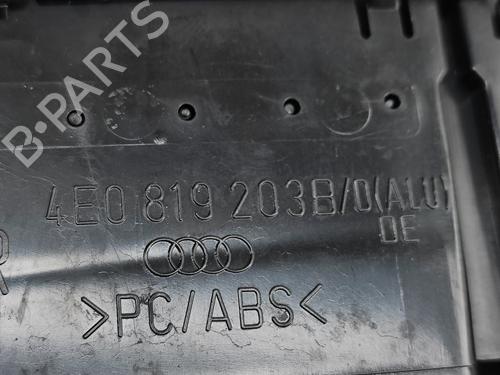 B-PARTS
4E0 819 203B/D(ALU)
DE
R
>PC/ABS<